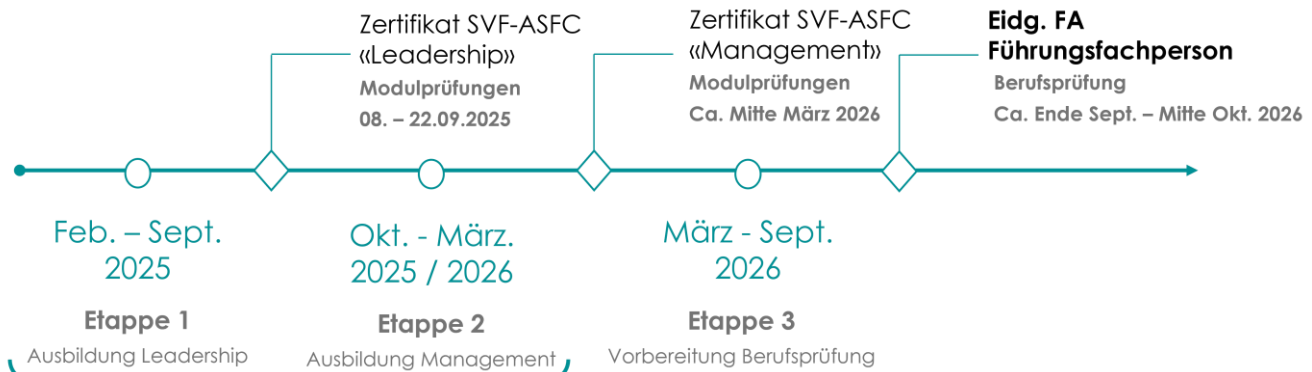 Zertifikat SVF-ASFC
«Leadership»
Modulprüfungen
08. – 22.09.2025
Zertifikat SVF-ASFC
«Management»
Modulprüfungen
Ca. Mitte März 2026
Eidg. FA
Führungsfachperson
Berufsprüfung
Ca. Ende Sept. – Mitte Okt. 2026
Feb. – Sept.
2025
Etappe 1
Ausbildung Leadership
Okt. - März.
2025 / 2026
Etappe 2
Ausbildung Management
März - Sept.
2026
Etappe 3
Vorbereitung Berufsprüfung